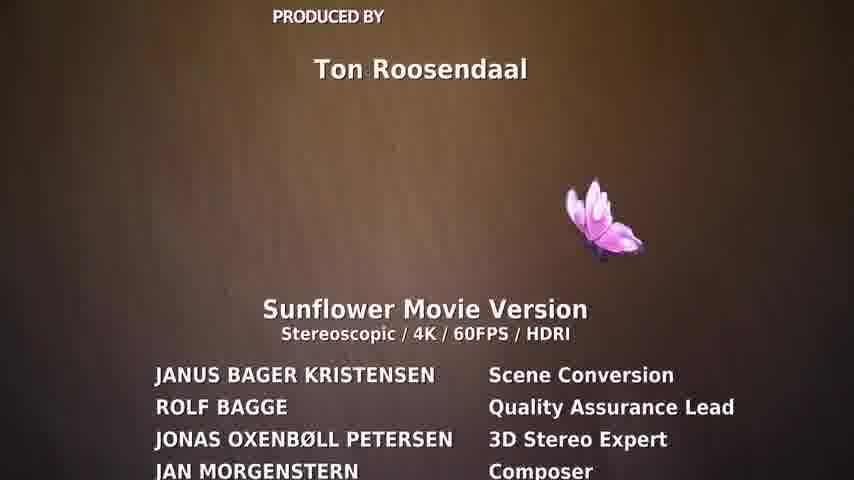 PRODUCED BY
Ton Roosendaal
Sunflower Movie Version
Stereoscopic / 4K / 60FPS / HDRI
JANUS BAGER KRISTENSEN Scene Conversion
ROLF BAGGE Quality Assurance Lead
JONAS OXENBØLL PETERSEN 3D Stereo Expert
JAN MORGENSTERN Composer